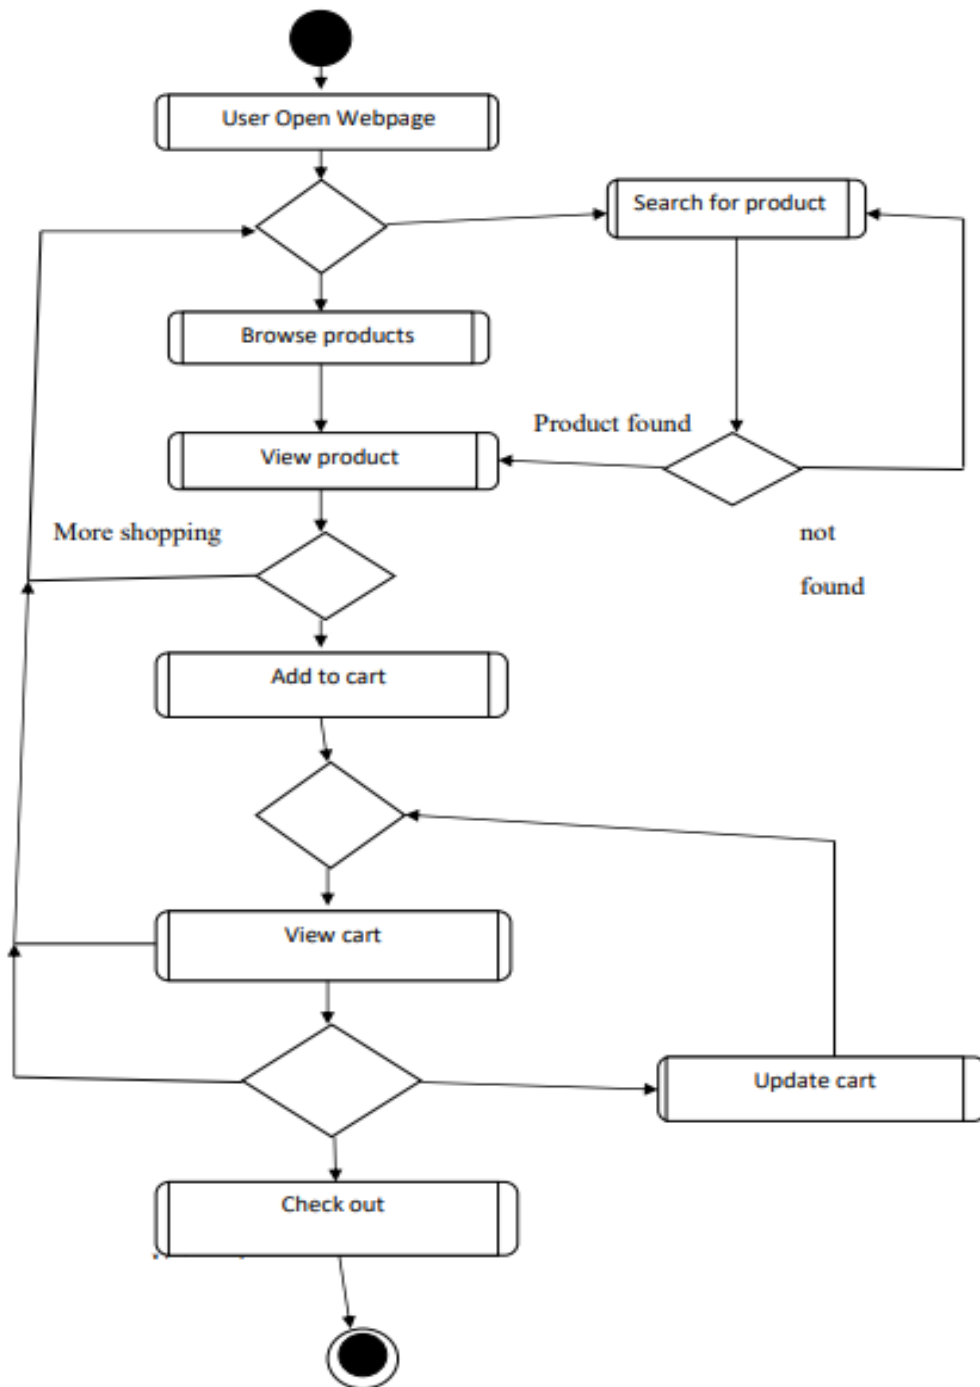 User Open Webpage
Search for product
Browse products
Product found
View product
More shopping
not
found
Add to cart
View cart
Update cart
Check out